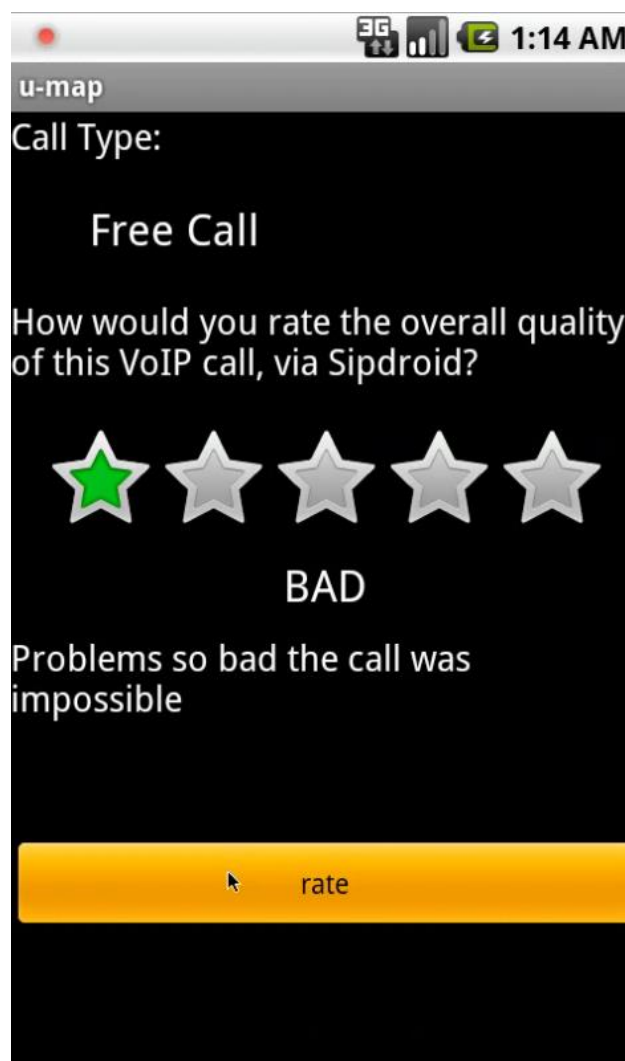 3G 1:14 AM
u-map
Call Type:
Free Call
How would you rate the overall quality
of this VoIP call, via Sipdroid?
BAD
Problems so bad the call was
impossible
rate